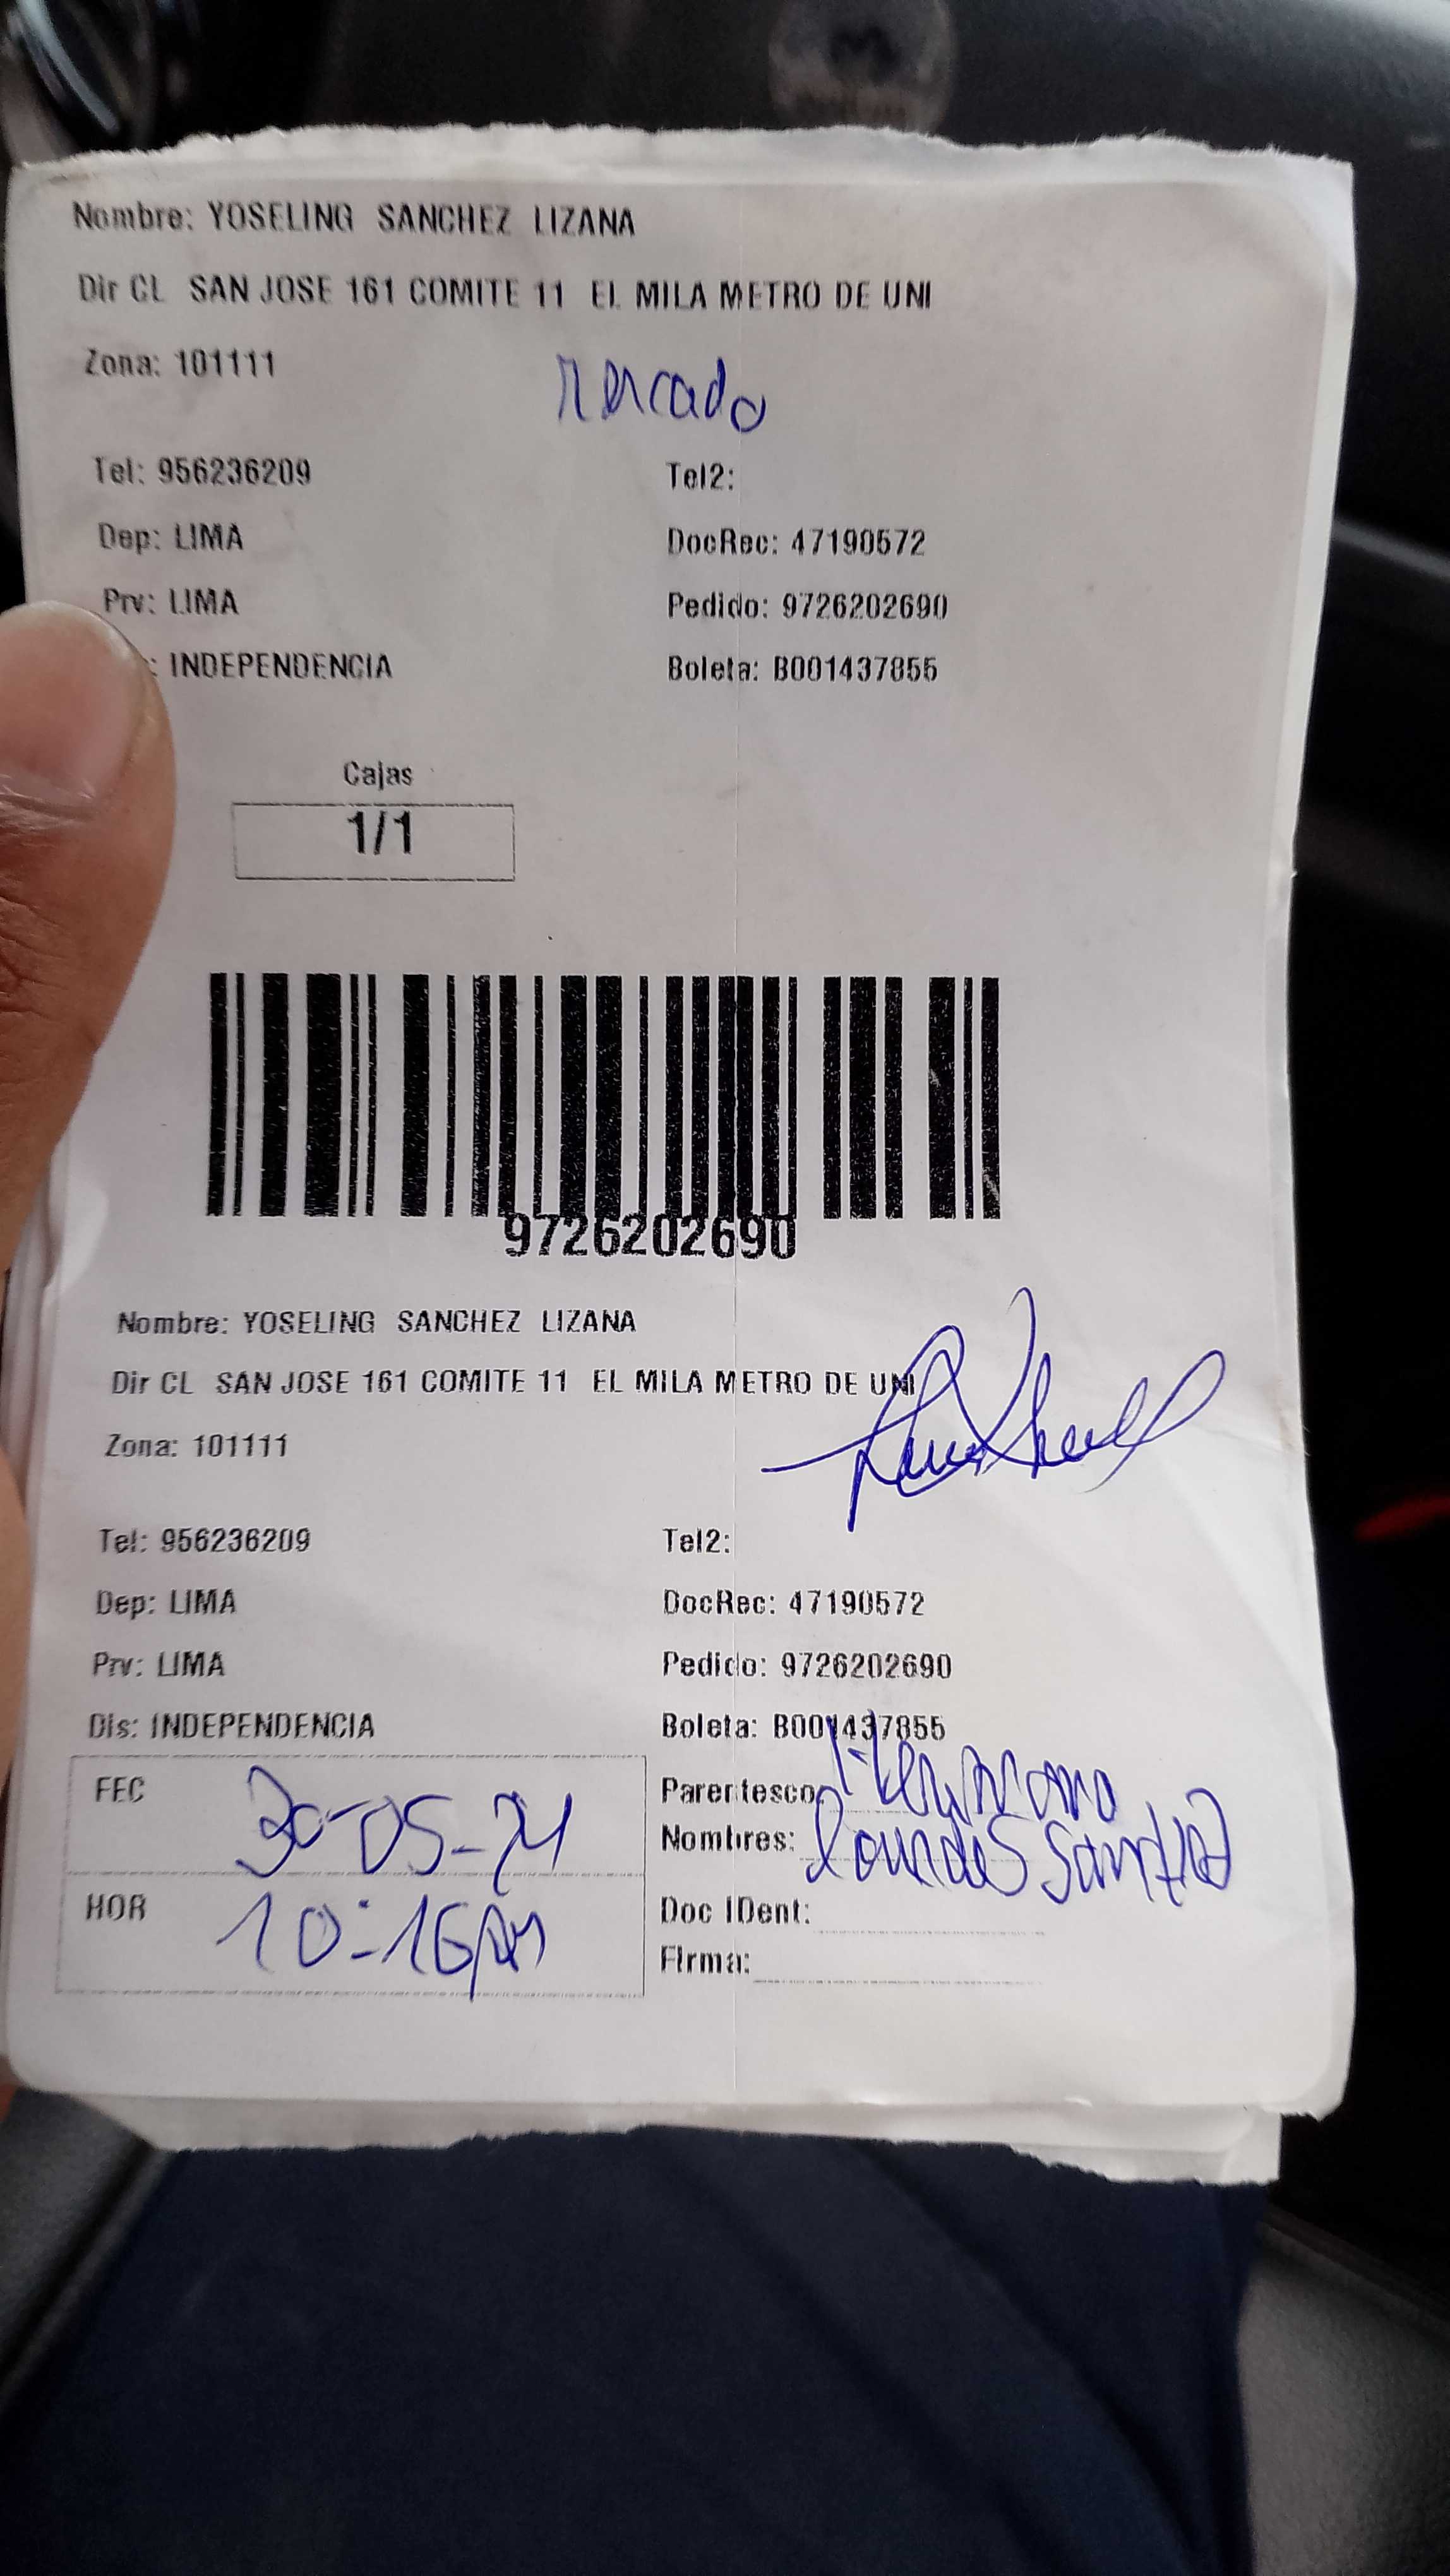 Nombre: YOSELING SANCHEZ LIZANA
Dir CL SAN JOSE 161 COMITE 11 EL MILA METRO DE UNI
Zona: 101111
Mercado
Tel: 956236209 Tel2:
Dep: LIMA DocRec: 47190572
Prv: LIMA Pedido: 9726202690
: INDEPENDENCIA Boleta: B001437855
Cajas
1/1
9726202690
Nombre: YOSELING SANCHEZ LIZANA
Dir CL SAN JOSE 161 COMITE 11 EL MILA METRO DE UNI
Zona: 101111
Tel: 956236209 Tel2:
Dep: LIMA DocRec: 47190572
Prv: LIMA Pedido: 9726202690
Dis: INDEPENDENCIA Boleta: B001437855
FEC 30-05-21 Parentesco:
Nombres: lourdes
HOR 10:16 Doc IDent:
Firma: